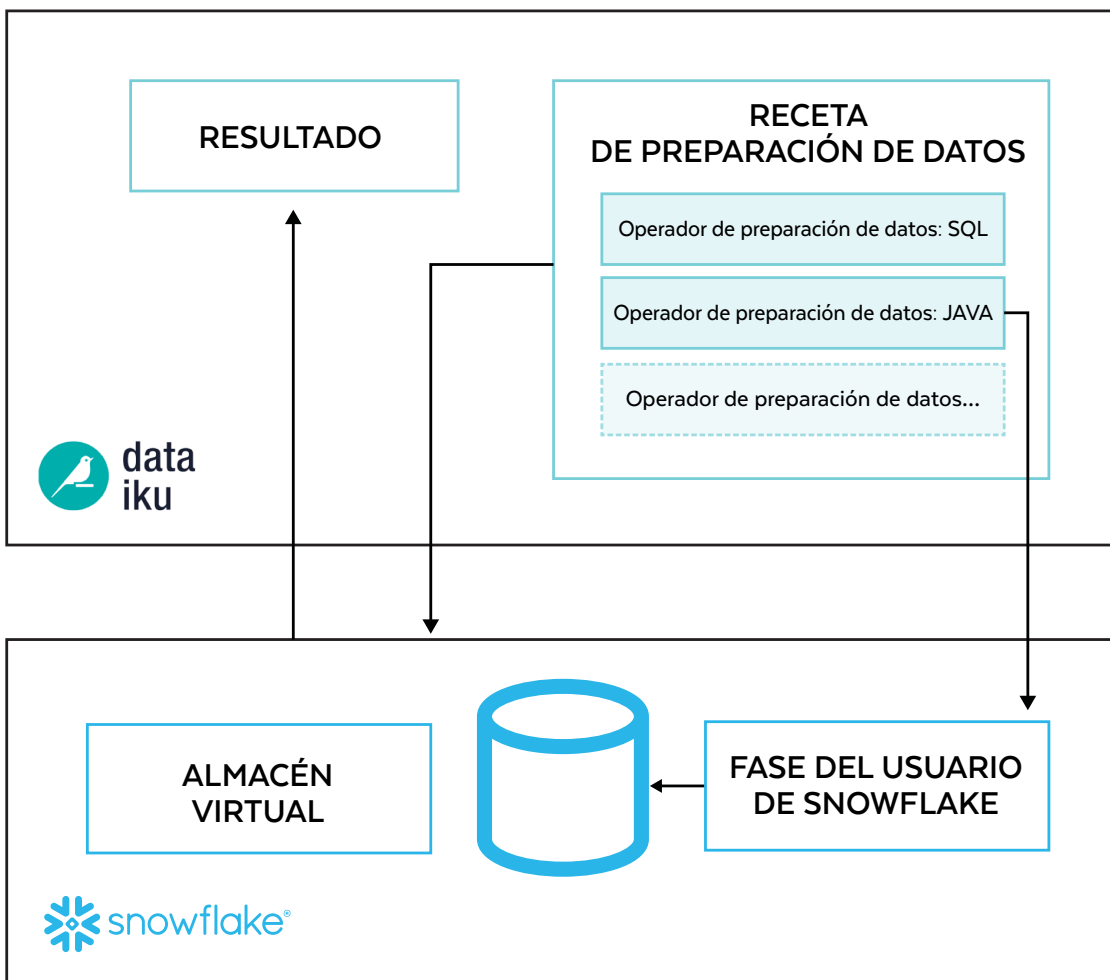 RESULTADO
RECETA
DE PREPARACIÓN DE DATOS
Operador de preparación de datos: SQL
Operador de preparación de datos: JAVA
Operador de preparación de datos...
data
iku
ALMACÉN
VIRTUAL
FASE DEL USUARIO
DE SNOWFLAKE
snowflake®